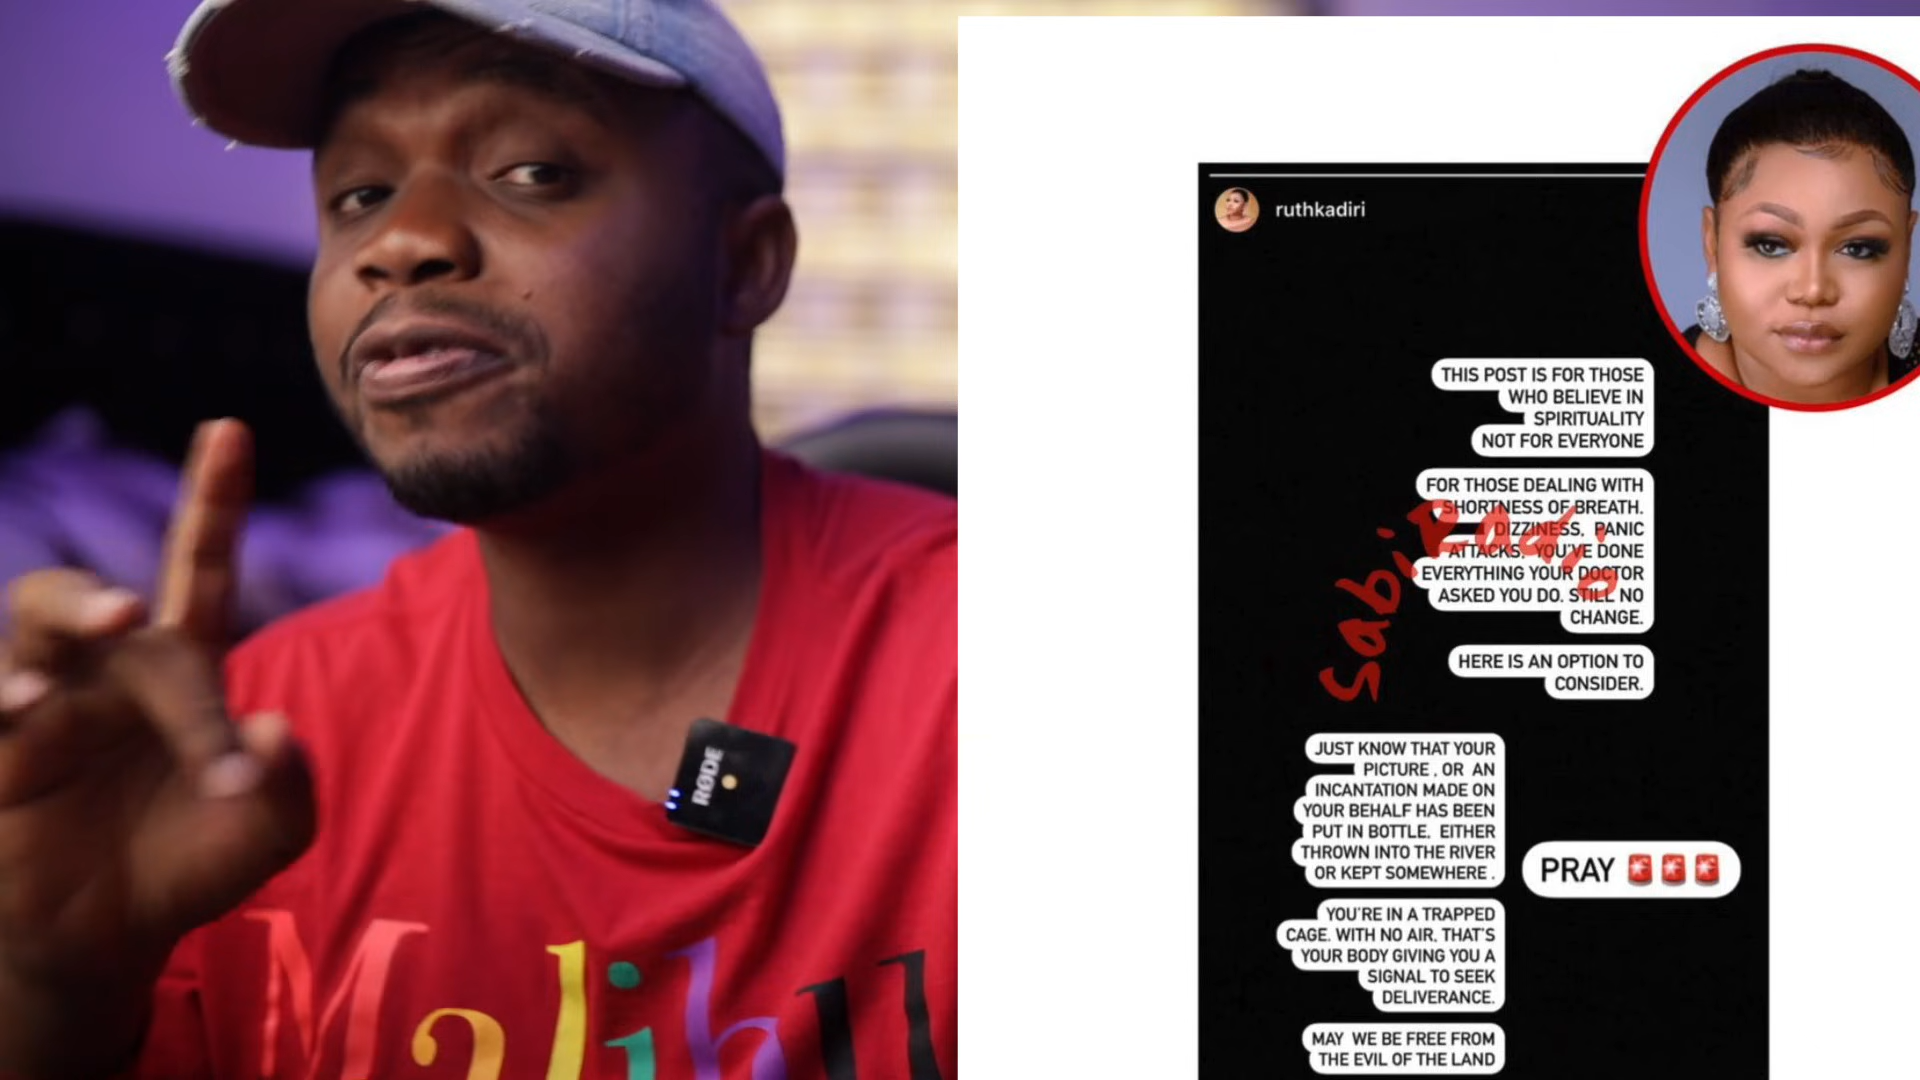 RØDE
Malibu
ruthkadiri
THIS POST IS FOR THOSE
WHO BELIEVE IN
SPIRITUALITY
NOT FOR EVERYONE
FOR THOSE DEALING WITH
SHORTNESS OF BREATH.
DIZZINESS, PANIC
ATTACKS. YOU'VE DONE
EVERYTHING YOUR DOCTOR
ASKED YOU DO. STILL NO
CHANGE.
SabiRadio
HERE IS AN OPTION TO
CONSIDER.
JUST KNOW THAT YOUR
PICTURE , OR AN
INCANTATION MADE ON
YOUR BEHALF HAS BEEN
PUT IN BOTTLE, EITHER
THROWN INTO THE RIVER
OR KEPT SOMEWHERE .
PRAY 🚨🚨🚨
YOU'RE IN A TRAPPED
CAGE. WITH NO AIR, THAT'S
YOUR BODY GIVING YOU A
SIGNAL TO SEEK
DELIVERANCE.
MAY WE BE FREE FROM
THE EVIL OF THE LAND